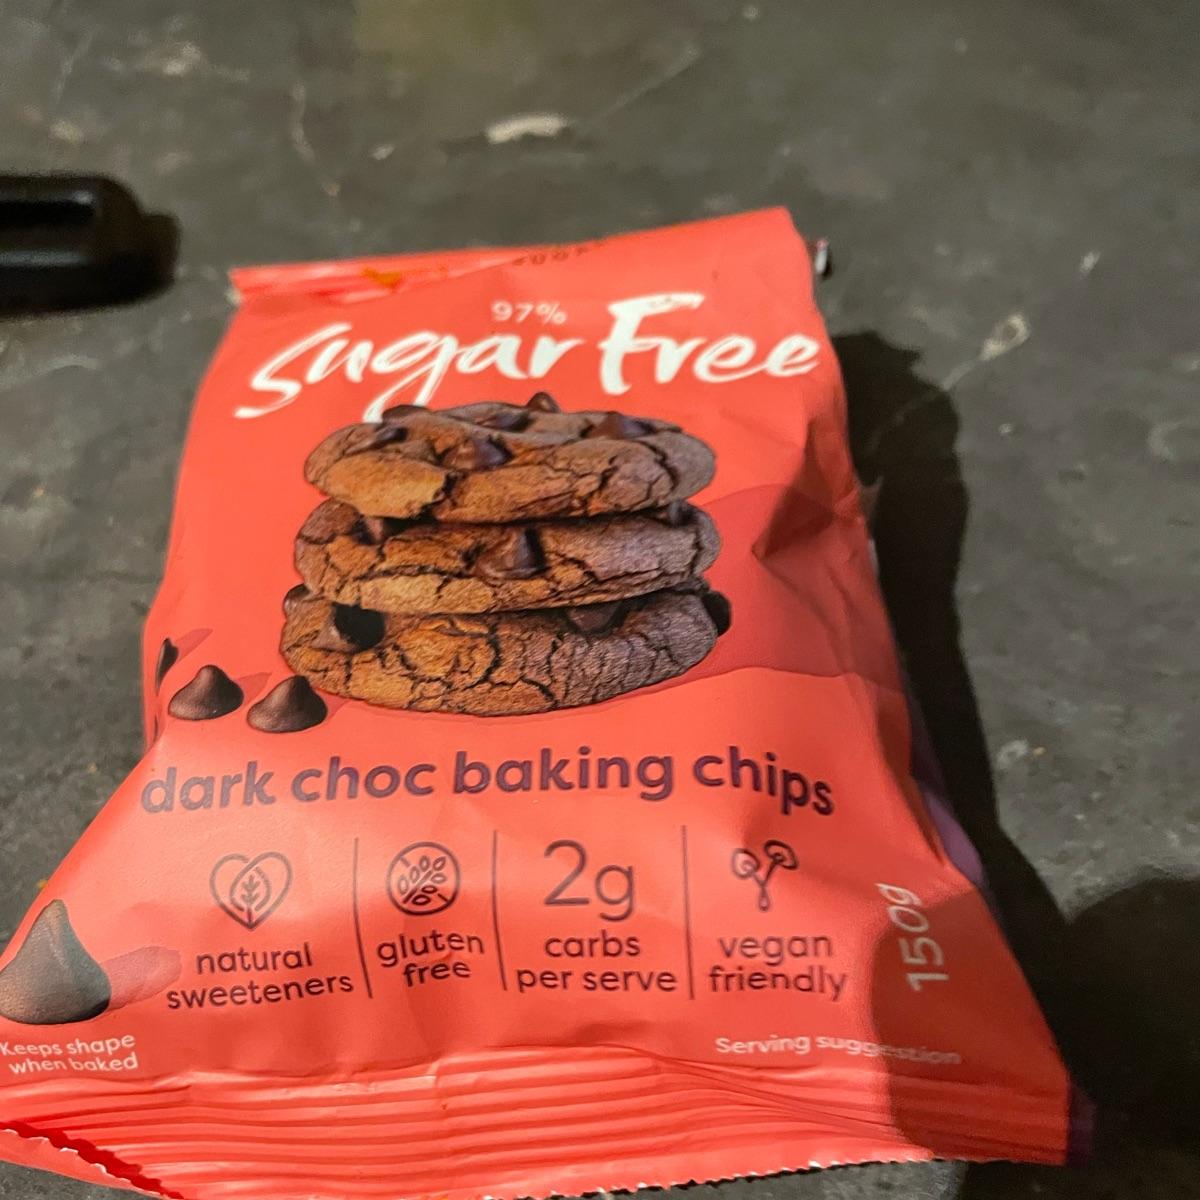 97%
Sugar Free
dark choc baking chips
natural
sweeteners
gluten
free
2g
carbs
per serve
vegan
friendly
150g
Keeps shape
when baked
Serving suggestion